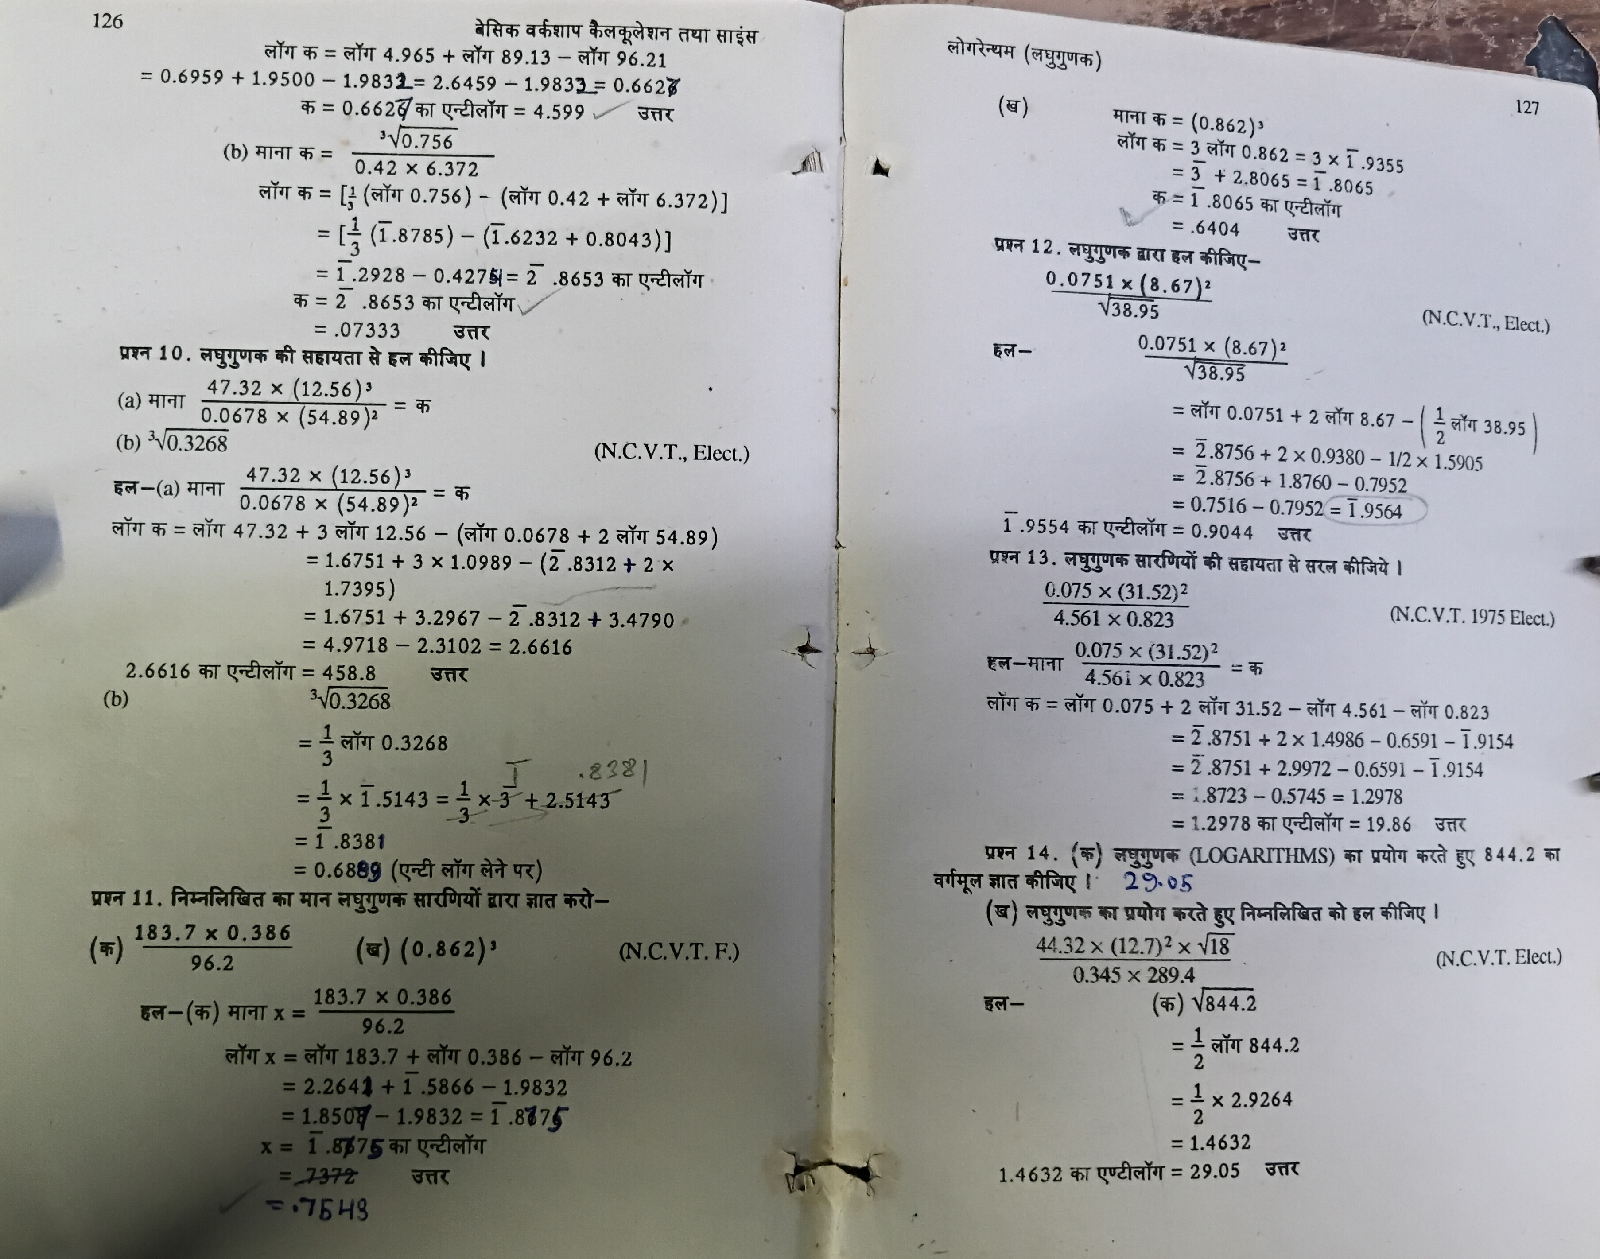 126
बेसिक वर्कशाप कैलकूलेशन तथा साइंस
लॉग क = लॉग 4.965 + लॉग 89.13 – लॉग 96.21
= 0.6959 + 1.9500 – 1.9832 = 2.6459 – 1.9833 = 0.6626
क = 0.6626 का एन्टीलॉग = 4.599 ✓ उत्तर
(b) माना क = ³√0.756 / 0.42 × 6.372
लॉग क = [⅓ (लॉग 0.756) – (लॉग 0.42 + लॉग 6.372)]
= [1/3 (1̅.8785) – (1̅.6232 + 0.8043)]
= 1̅.2928 – 0.4275 = 2̅ .8653 का एन्टीलॉग
क = 2̅ .8653 का एन्टीलॉग ✓
= .07333 उत्तर
प्रश्न 10. लघुगुणक की सहायता से हल कीजिए ।
(a) माना 47.32 × (12.56)³ / 0.0678 × (54.89)² = क
(b) ³√0.3268 (N.C.V.T., Elect.)
हल–(a) माना 47.32 × (12.56)³ / 0.0678 × (54.89)² = क
लॉग क = लॉग 47.32 + 3 लॉग 12.56 – (लॉग 0.0678 + 2 लॉग 54.89)
= 1.6751 + 3 × 1.0989 – (2̅.8312 + 2 ×
1.7395)
= 1.6751 + 3.2967 – 2̅.8312 + 3.4790
= 4.9718 – 2.3102 = 2.6616
2.6616 का एन्टीलॉग = 458.8 उत्तर
(b) ³√0.3268
= 1/3 लॉग 0.3268
1̅ .8381
= 1/3 × 1̅.5143 = 1/3 × 3̅ + 2.5143
= 1̅.8381
= 0.6889 (एन्टी लॉग लेने पर)
प्रश्न 11. निम्नलिखित का मान लघुगुणक सारणियों द्वारा ज्ञात करो–
(क) 183.7 × 0.386 / 96.2 (ख) (0.862)³ (N.C.V.T. F.)
हल–(क) माना x = 183.7 × 0.386 / 96.2
लॉग x = लॉग 183.7 + लॉग 0.386 – लॉग 96.2
= 2.2641 + 1̅.5866 – 1.9832
= 1.8507 – 1.9832 = 1̅.8675
x = 1̅.8675 का एन्टीलॉग
= .7372 उत्तर
= .7543
लोगरेन्थम (लघुगुणक)
127
(ख) माना क = (0.862)³
लॉग क = 3 लॉग 0.862 = 3 × 1̅.9355
= 3̅ + 2.8065 = 1̅.8065
क = 1̅.8065 का एन्टीलॉग
= .6404 उत्तर
प्रश्न 12. लघुगुणक द्वारा हल कीजिए–
0.0751 × (8.67)² / √38.95 (N.C.V.T., Elect.)
हल– 0.0751 × (8.67)² / √38.95
= लॉग 0.0751 + 2 लॉग 8.67 – (1/2 लॉग 38.95)
= 2̅.8756 + 2 × 0.9380 – 1/2 × 1.5905
= 2̅.8756 + 1.8760 – 0.7952
= 0.7516 – 0.7952 = 1̅.9564
1̅.9554 का एन्टीलॉग = 0.9044 उत्तर
प्रश्न 13. लघुगुणक सारणियों की सहायता से सरल कीजिये ।
0.075 × (31.52)² / 4.561 × 0.823 (N.C.V.T. 1975 Elect.)
हल–माना 0.075 × (31.52)² / 4.561 × 0.823 = क
लॉग क = लॉग 0.075 + 2 लॉग 31.52 – लॉग 4.561 – लॉग 0.823
= 2̅.8751 + 2 × 1.4986 – 0.6591 – 1̅.9154
= 2̅.8751 + 2.9972 – 0.6591 – 1̅.9154
= 1.8723 – 0.5745 = 1.2978
= 1.2978 का एन्टीलॉग = 19.86 उत्तर
प्रश्न 14. (क) लघुगुणक (LOGARITHMS) का प्रयोग करते हुए 844.2 का
वर्गमूल ज्ञात कीजिए । 29.05
(ख) लघुगुणक का प्रयोग करते हुए निम्नलिखित को हल कीजिए ।
44.32 × (12.7)² × √18 / 0.345 × 289.4 (N.C.V.T. Elect.)
हल– (क) √844.2
= 1/2 लॉग 844.2
= 1/2 × 2.9264
= 1.4632
1.4632 का एण्टीलॉग = 29.05 उत्तर